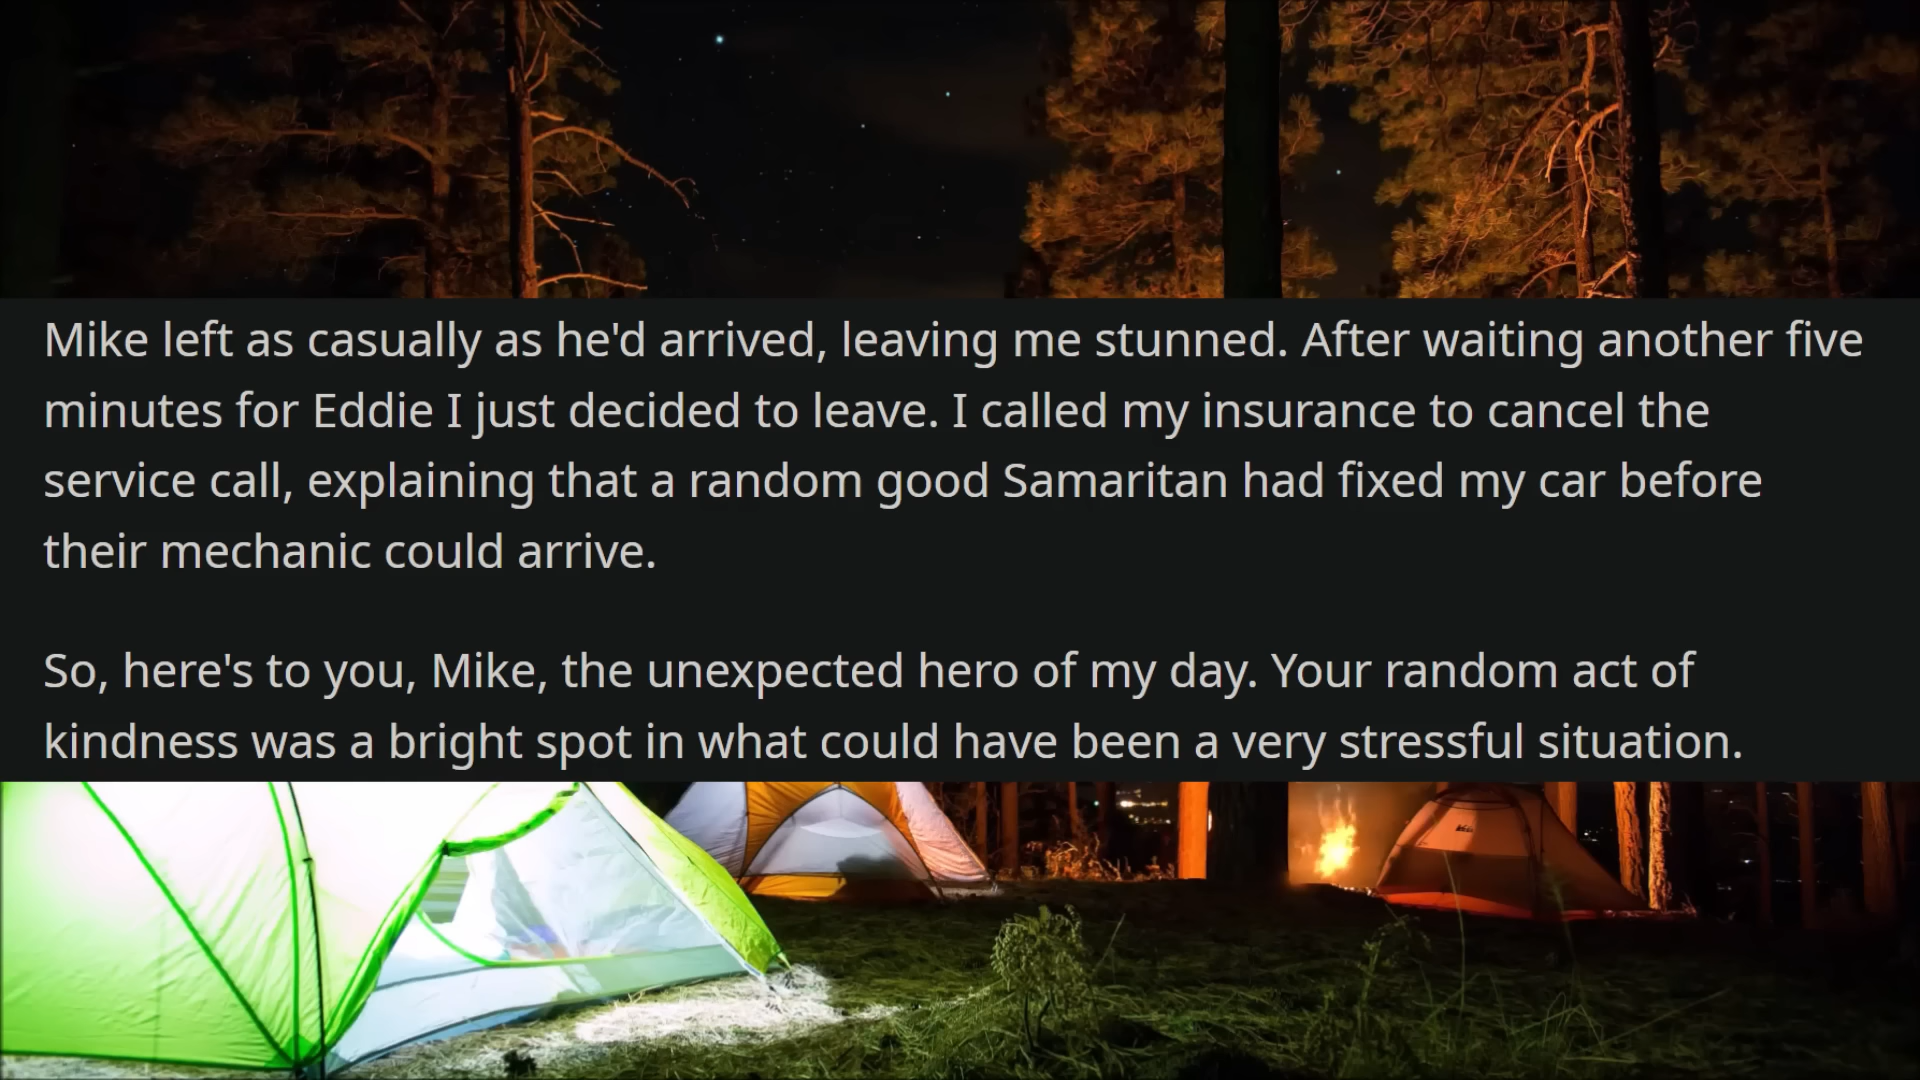 Mike left as casually as he'd arrived, leaving me stunned. After waiting another five
minutes for Eddie I just decided to leave. I called my insurance to cancel the
service call, explaining that a random good Samaritan had fixed my car before
their mechanic could arrive.
So, here's to you, Mike, the unexpected hero of my day. Your random act of
kindness was a bright spot in what could have been a very stressful situation.